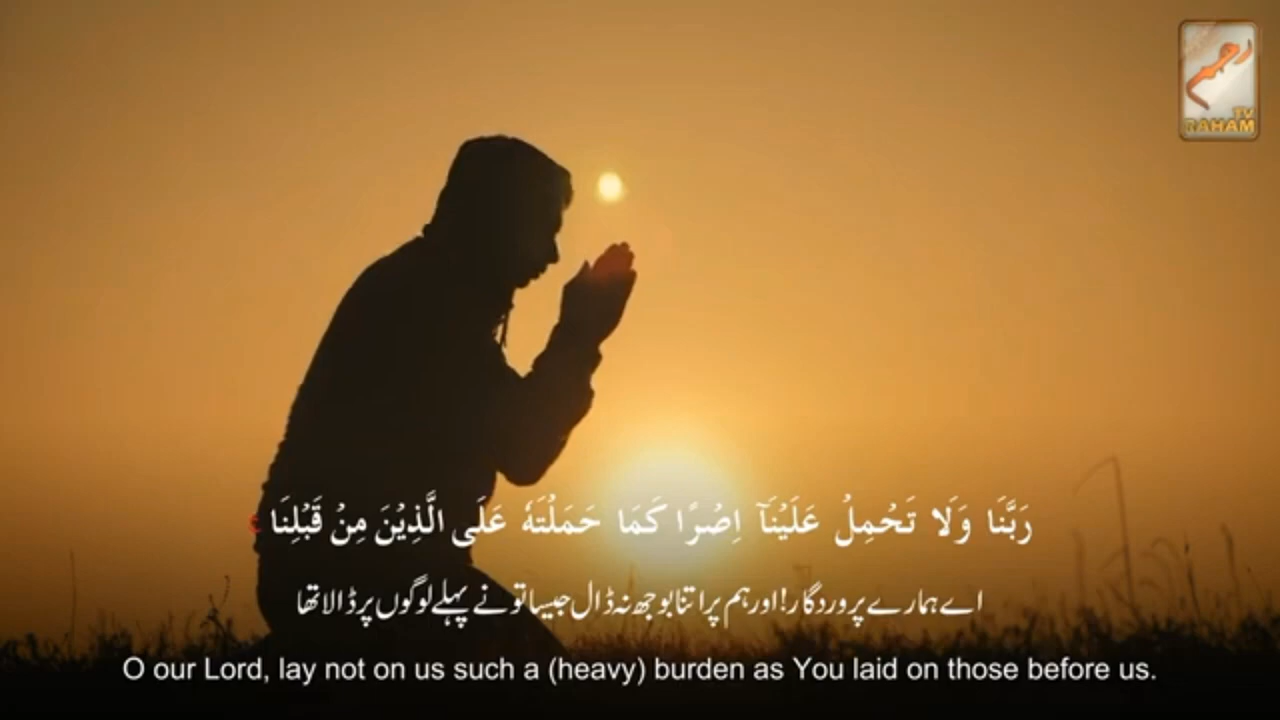 رحم
TV
RAHAM
رَبَّنَا وَلَا تَحْمِلْ عَلَيْنَآ اِصْرًا كَمَا حَمَلْتَهٗ عَلَى الَّذِيْنَ مِنْ قَبْلِنَا
اے ہمارے پروردگار! اور ہم پر اتنا بوجھ نہ ڈال جیسا تو نے پہلے لوگوں پر ڈالا تھا
O our Lord, lay not on us such a (heavy) burden as You laid on those before us.